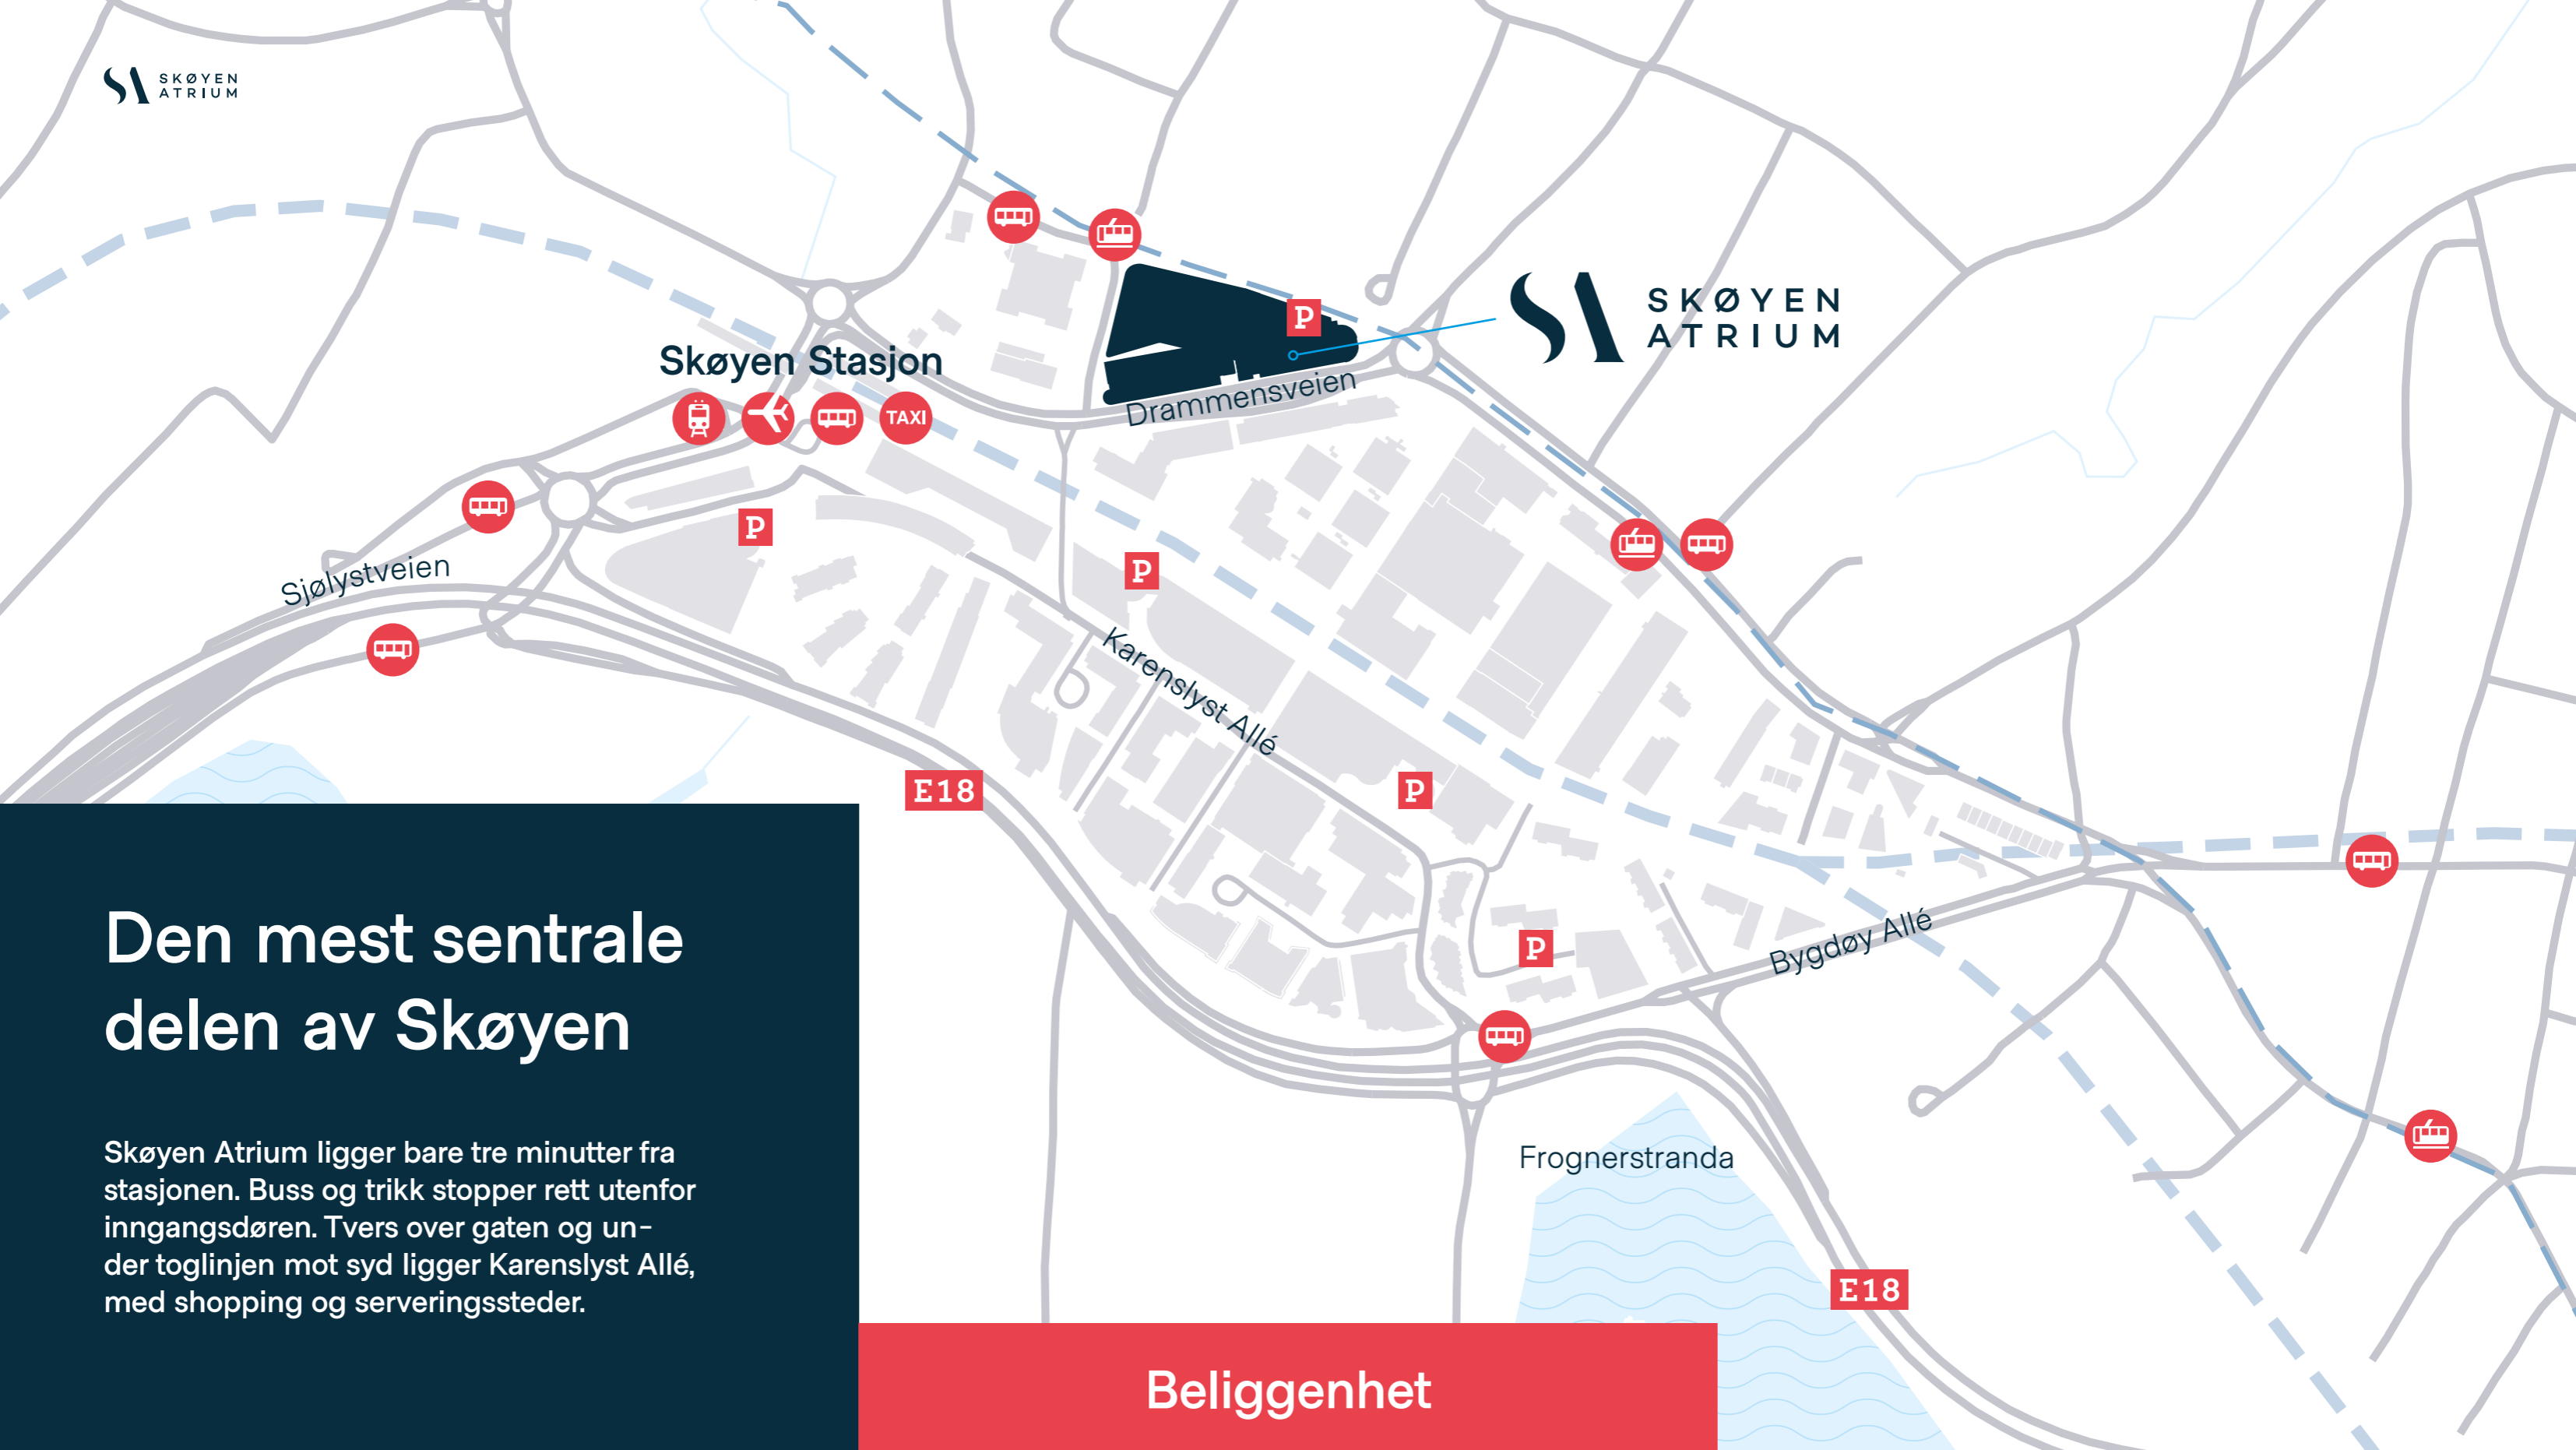 SKØYEN
ATRIUM
P
SKØYEN
ATRIUM
Skøyen Stasjon
TAXI
Drammensveien
P
Sjølystveien
P
Karenslyst Allé
E18
P
P
Bygdøy Allé
Den mest sentrale
delen av Skøyen
Skøyen Atrium ligger bare tre minutter fra
stasjonen. Buss og trikk stopper rett utenfor
inngangsdøren. Tvers over gaten og un-
der toglinjen mot syd ligger Karenslyst Allé,
med shopping og serveringssteder.
Frognerstranda
E18
Beliggenhet